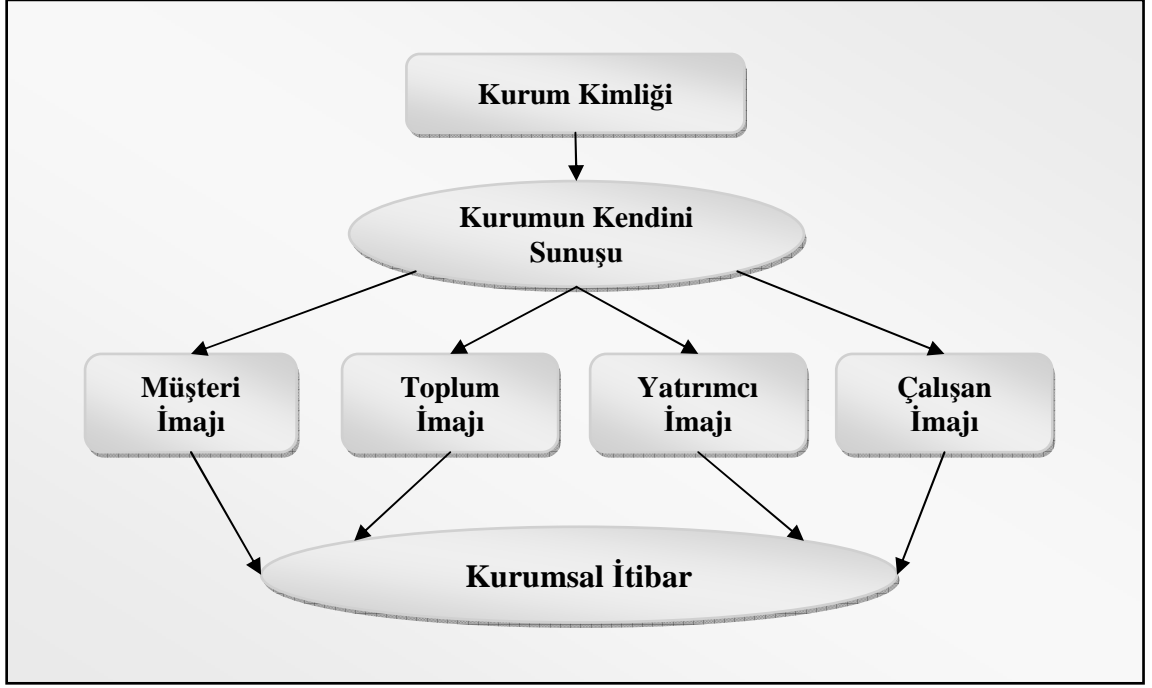 Kurum Kimliği
Kurumun Kendini
Sunuşu
Müşteri
İmajı
Toplum
İmajı
Yatırımcı
İmajı
Çalışan
İmajı
Kurumsal İtibar